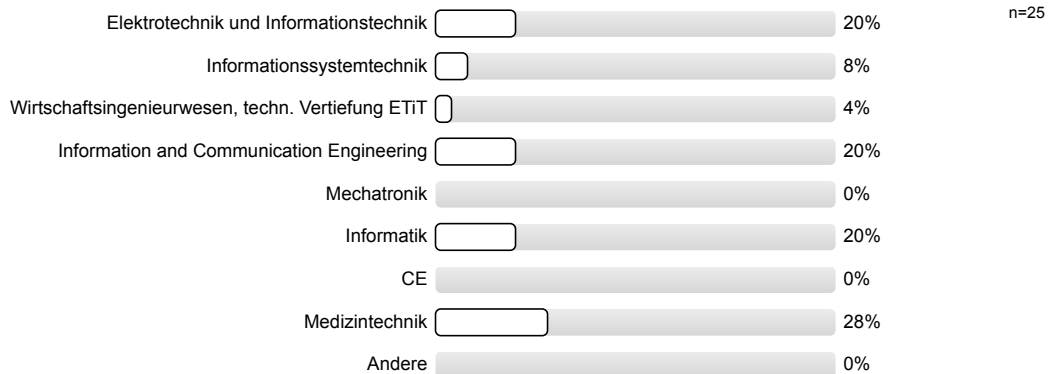 n=25
Elektrotechnik und Informationstechnik 20%
Informationssystemtechnik 8%
Wirtschaftsingenieurwesen, techn. Vertiefung ETiT 4%
Information and Communication Engineering 20%
Mechatronik 0%
Informatik 20%
CE 0%
Medizintechnik 28%
Andere 0%